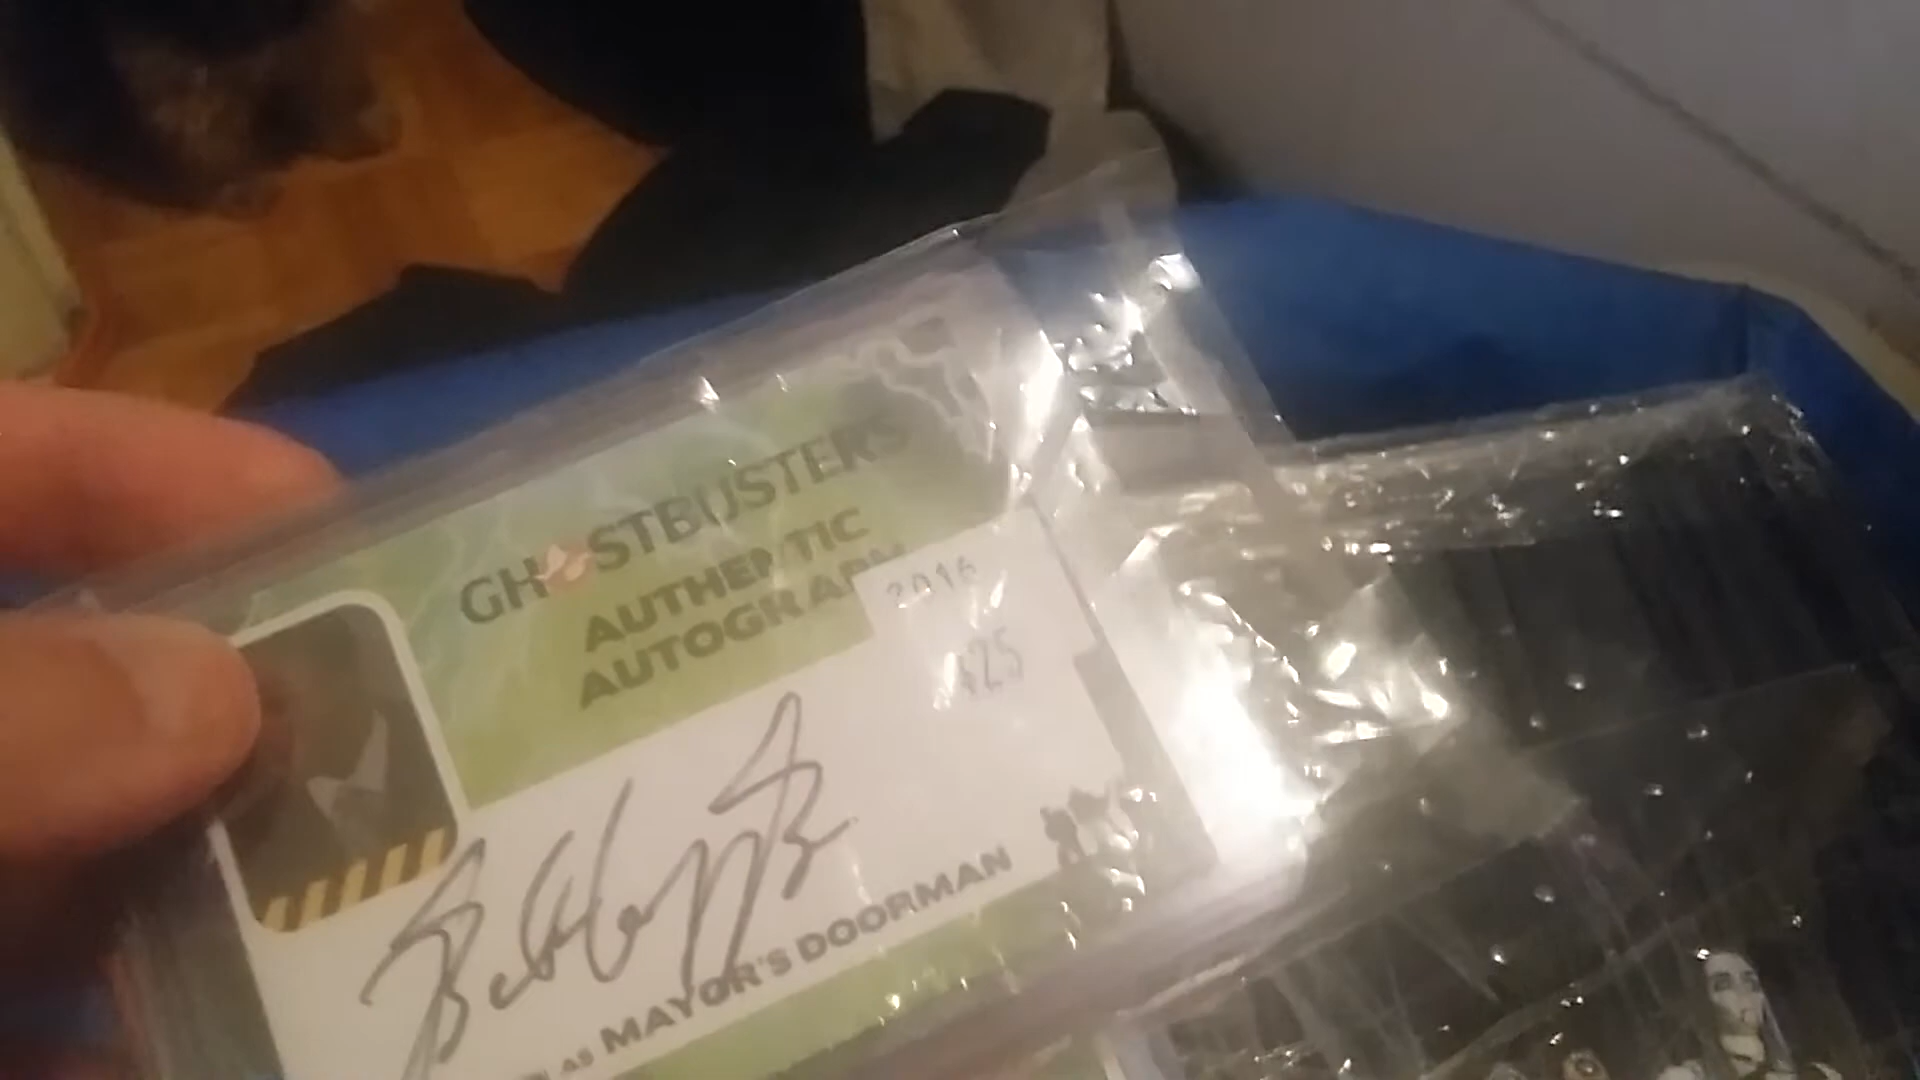 GHOSTBUSTERS
AUTHENTIC
AUTOGRAPH
2016
$25
AS MAYOR'S DOORMAN